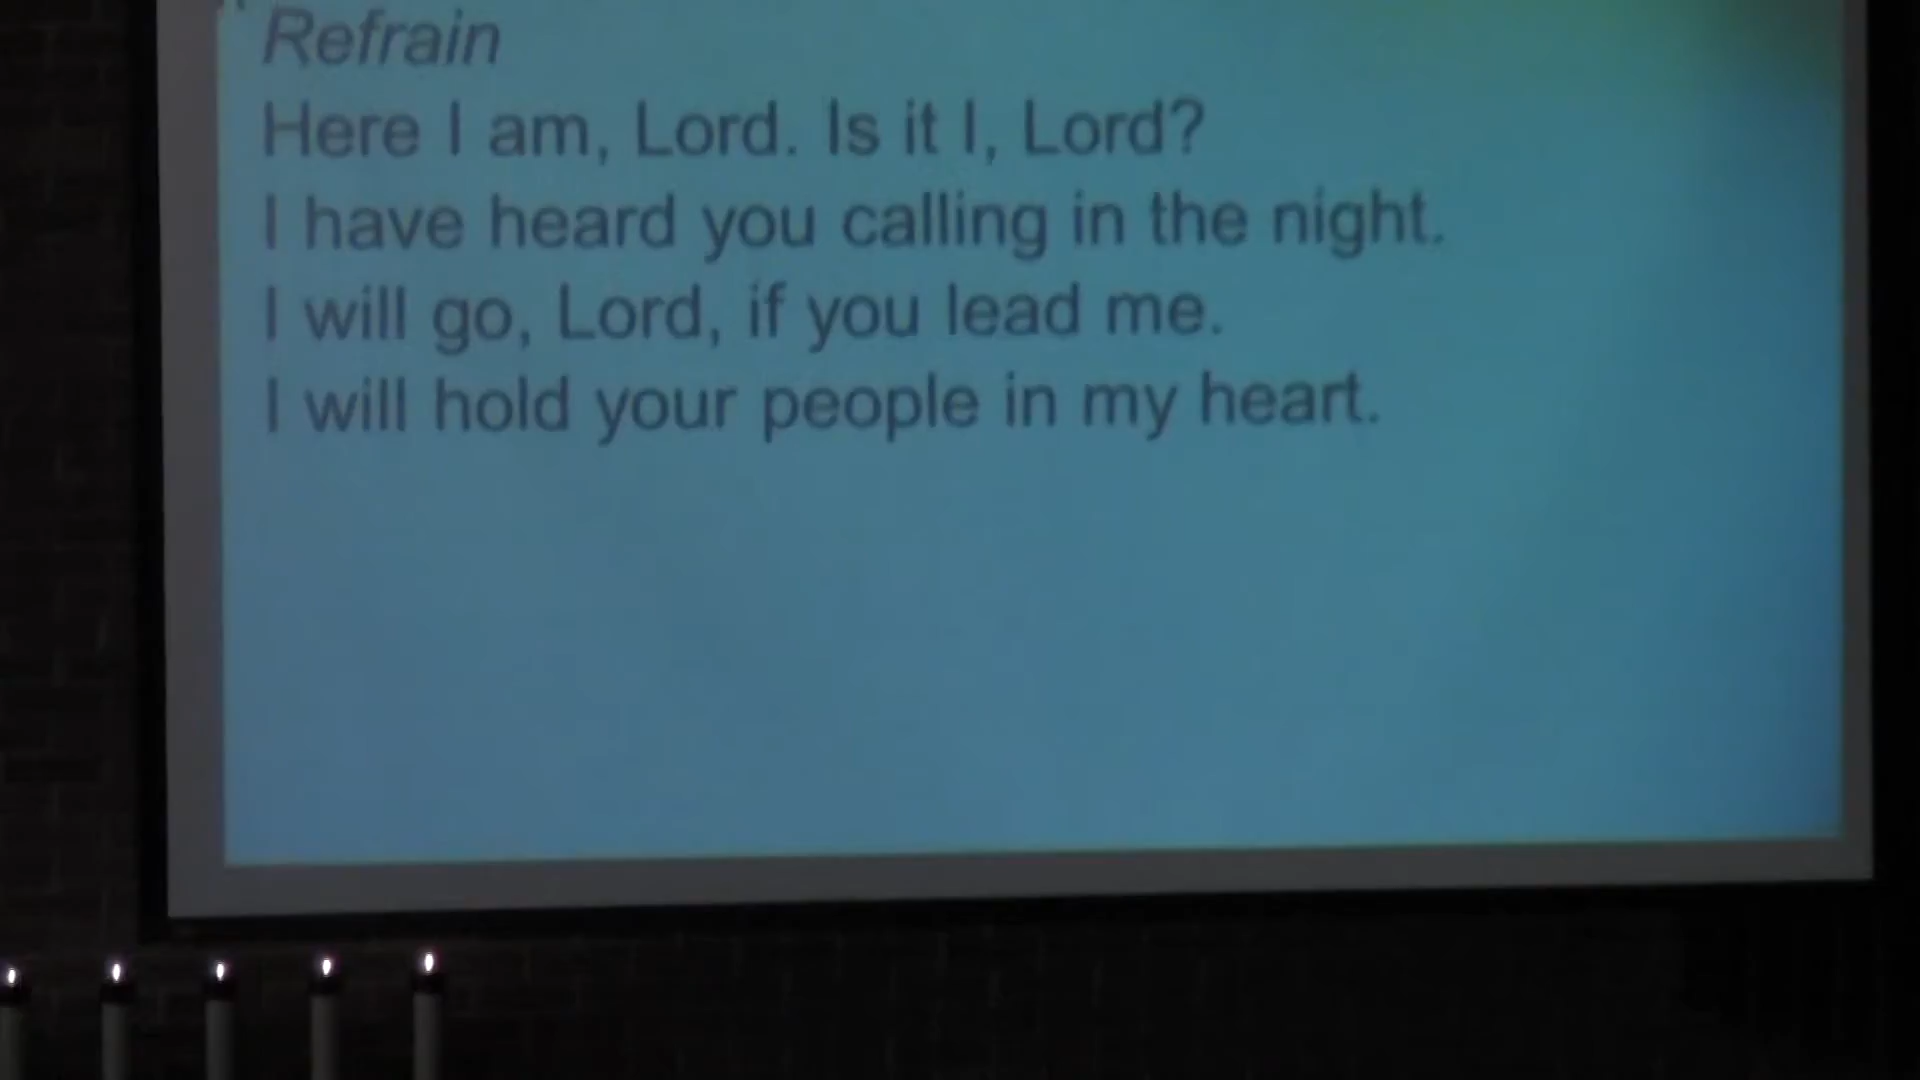 Refrain
Here I am, Lord. Is it I, Lord?
I have heard you calling in the night.
I will go, Lord, if you lead me.
I will hold your people in my heart.